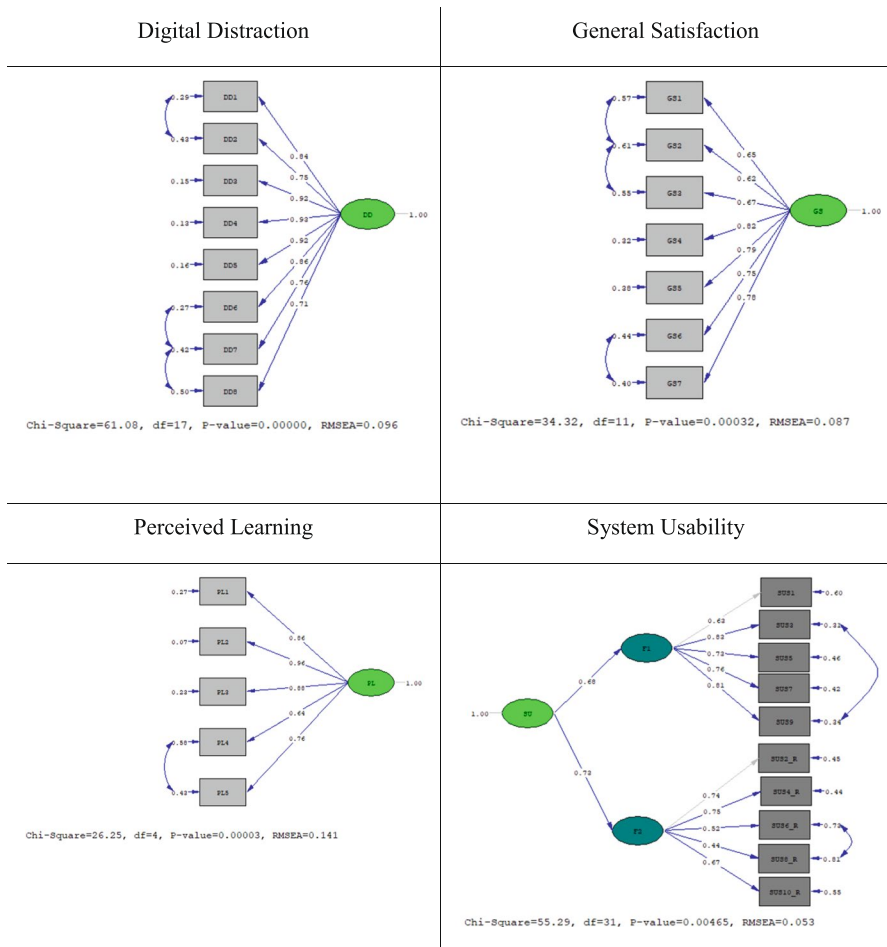 Digital Distraction
0.29
DD1
0.43
DD2
0.15
DD3
0.13
DD4
0.16
DD5
0.27
DD6
0.42
DD7
0.50
DD8
0.84
0.75
0.92
0.93
0.92
0.86
0.76
0.71
DD
1.00
Chi-Square=61.08, df=17, P-value=0.00000, RMSEA=0.096
General Satisfaction
0.57
GS1
0.61
GS2
0.55
GS3
0.32
GS4
0.38
GS5
0.44
GS6
0.40
GS7
0.65
0.62
0.67
0.82
0.79
0.75
0.78
GS
1.00
Chi-Square=34.32, df=11, P-value=0.00032, RMSEA=0.087
Perceived Learning
0.27
PL1
0.07
PL2
0.23
PL3
0.58
PL4
0.43
PL5
0.86
0.96
0.88
0.64
0.76
PL
1.00
Chi-Square=26.25, df=4, P-value=0.00003, RMSEA=0.141
System Usability
1.00
SU
0.68
0.73
F1
F2
0.63
0.83
0.73
0.76
0.81
SUS1
0.60
SUS3
SUS5
0.46
SUS7
0.42
SUS9
0.34
0.74
0.75
0.52
0.44
0.67
SUS2_R
0.45
SUS4_R
0.44
SUS6_R
0.73
SUS8_R
0.81
SUS10_R
0.55
Chi-Square=55.29, df=31, P-value=0.00465, RMSEA=0.053